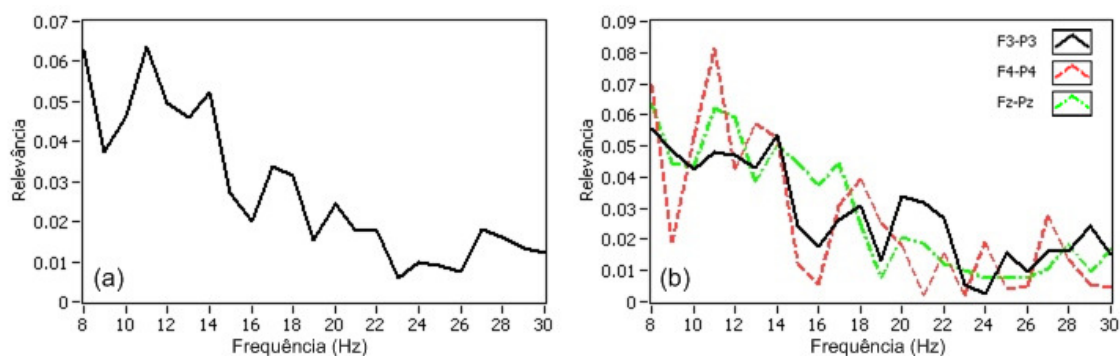 0.07
0.06
0.05
0.04
0.03
0.02
0.01
0
Relevância
(a)
8 10 12 14 16 18 20 22 24 26 28 30
Frequência (Hz)
0.09
0.08
0.07
0.06
0.05
0.04
0.03
0.02
0.01
0
Relevância
F3-P3
F4-P4
Fz-Pz
(b)
8 10 12 14 16 18 20 22 24 26 28 30
Frequência (Hz)